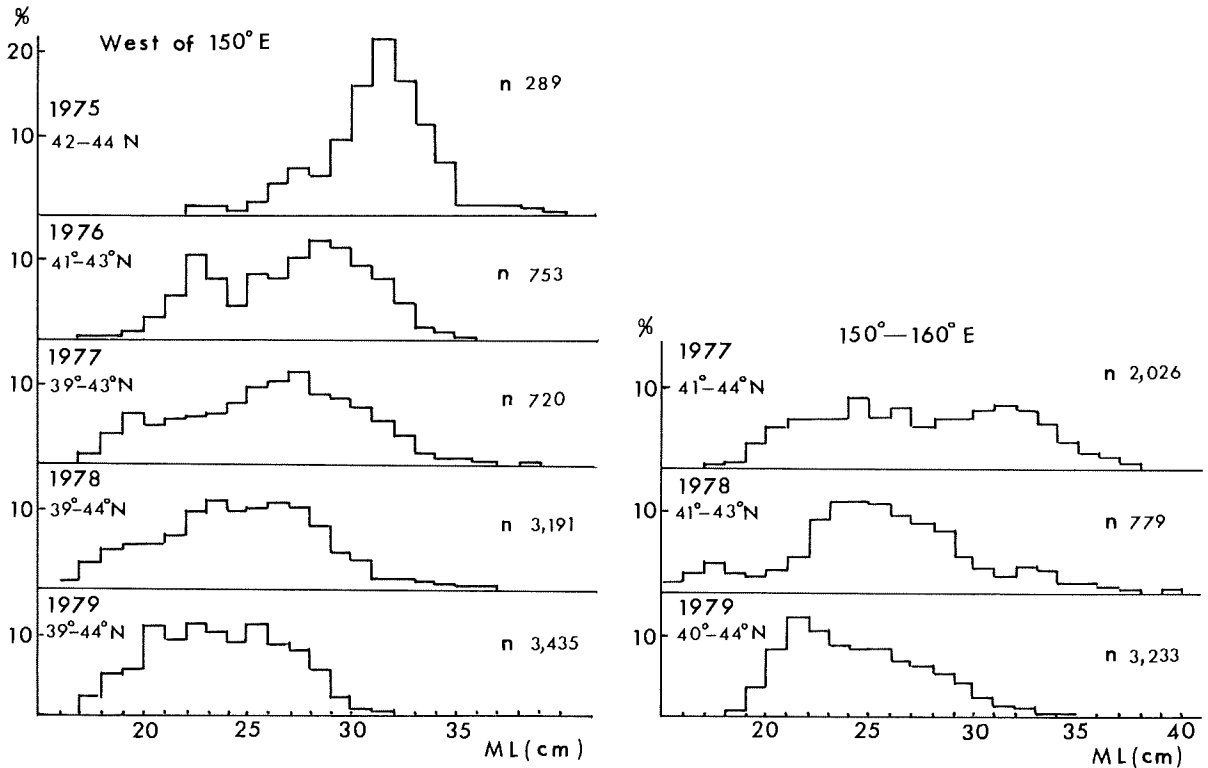 %
West of 150°E
20
10
1975
42–44 N
n 289
1976
10
41°–43°N
n 753
1977
10
39°–43°N
n 720
1978
10
39°–44°N
n 3,191
1979
10
39°–44°N
n 3,435
20 30 35
ML(cm)
%
150°—160°E
1977
10
41°–44°N
n 2,026
1978
10
41°–43°N
n 779
1979
10
40°–44°N
n 3,233
20 25 30 35 40
ML(cm)